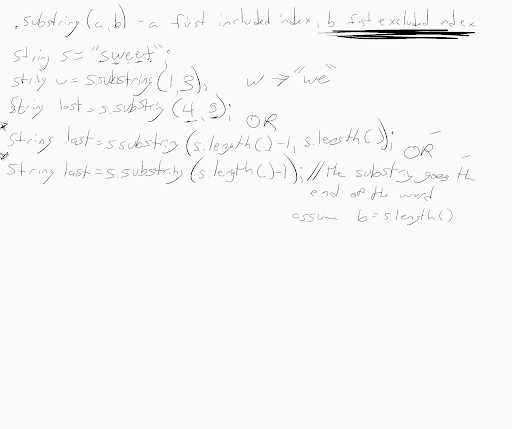 .substring(a,b) - a first included index, b first excluded index
String s = "sweet";
String w = s.substring(1,3); w → "we"
String last = s.substring(4,5); OR
* String last = s.substring(s.length()-1, s.length()); OR
* String last = s.substring(s.length()-1); // the substring goes th
end of the word
assume b = s.length()